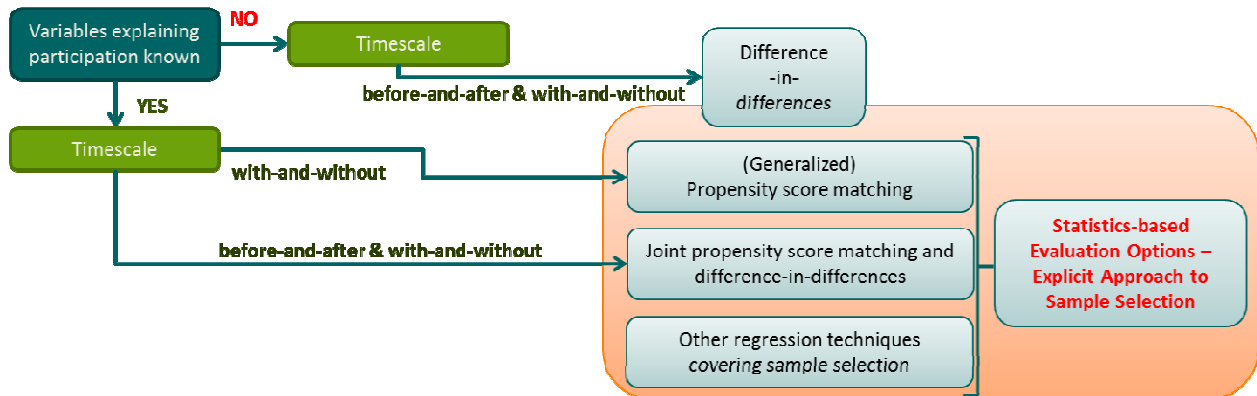 Variables explaining
participation known
NO
Timescale
before-and-after & with-and-without
Difference
-in-
differences
YES
Timescale
with-and-without
before-and-after & with-and-without
(Generalized)
Propensity score matching
Joint propensity score matching and
difference-in-differences
Other regression techniques
covering sample selection
Statistics-based
Evaluation Options –
Explicit Approach to
Sample Selection